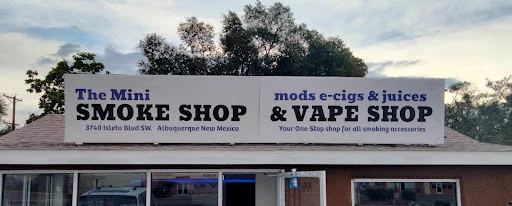 The Mini
SMOKE SHOP
3740 Isleta Blvd SW. Albuquerque New Mexico
mods e-cigs & juices
& VAPE SHOP
Your One-Stop shop for all smoking accessories